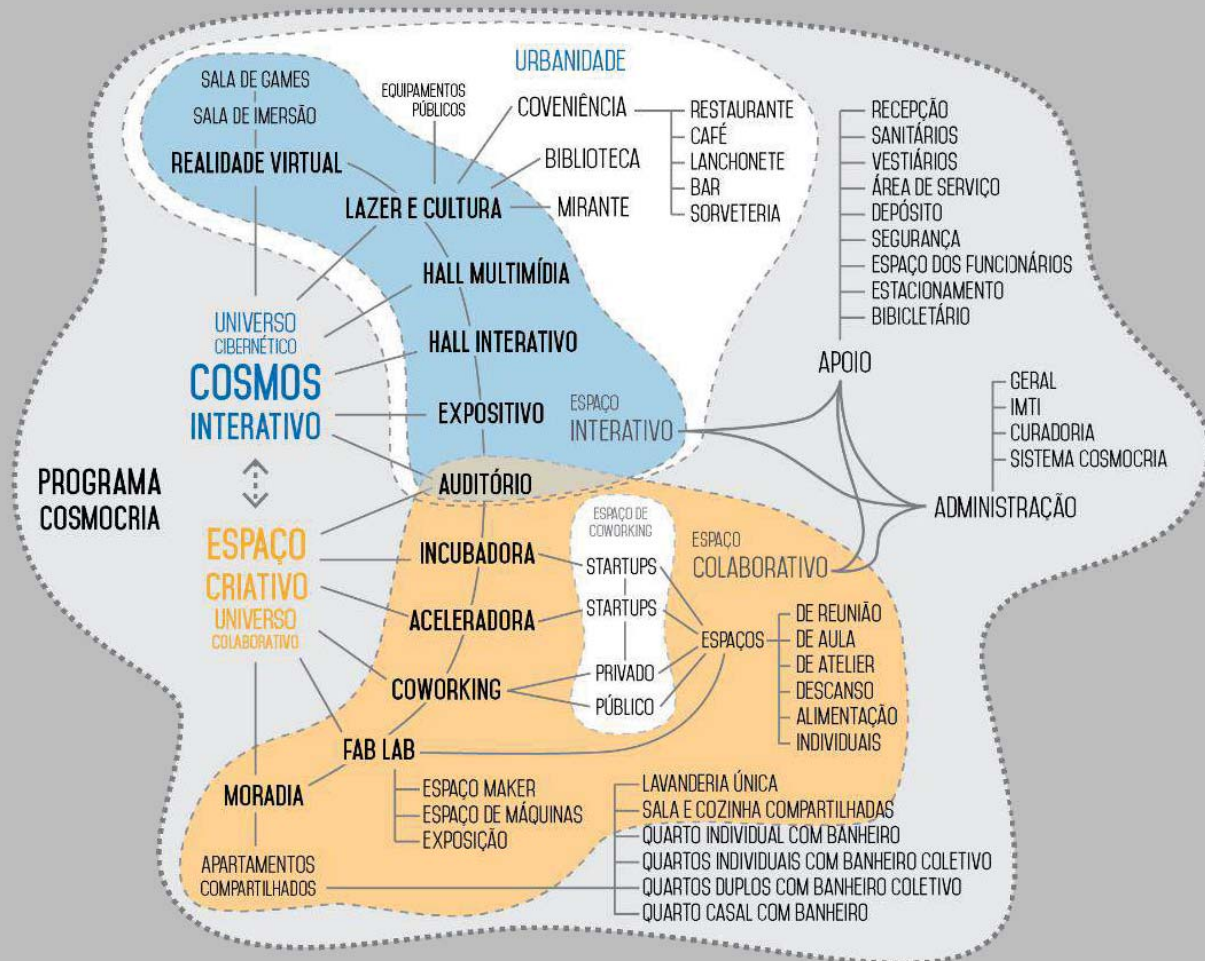 URBANIDADE
SALA DE GAMES
SALA DE IMERSÃO
REALIDADE VIRTUAL
EQUIPAMENTOS
PÚBLICOS
COVENIÊNCIA
RESTAURANTE
CAFÉ
LANCHONETE
BAR
SORVETERIA
BIBLIOTECA
MIRANTE
LAZER E CULTURA
HALL MULTIMÍDIA
HALL INTERATIVO
EXPOSITIVO
ESPAÇO
INTERATIVO
AUDITÓRIO
UNIVERSO
CIBERNÉTICO
COSMOS
INTERATIVO
PROGRAMA
COSMOCRIA
ESPAÇO
CRIATIVO
UNIVERSO
COLABORATIVO
RECEPÇÃO
SANITÁRIOS
VESTIÁRIOS
ÁREA DE SERVIÇO
DEPÓSITO
SEGURANÇA
ESPAÇO DOS FUNCIONÁRIOS
ESTACIONAMENTO
BIBICLETÁRIO
APOIO
GERAL
IMTI
CURADORIA
SISTEMA COSMOCRIA
ADMINISTRAÇÃO
INCUBADORA
ACELERADORA
COWORKING
FAB LAB
ESPAÇO MAKER
ESPAÇO DE MÁQUINAS
EXPOSIÇÃO
MORADIA
APARTAMENTOS
COMPARTILHADOS
ESPAÇO DE
COWORKING
STARTUPS
STARTUPS
PRIVADO
PÚBLICO
ESPAÇO
COLABORATIVO
ESPAÇOS
DE REUNIÃO
DE AULA
DE ATELIER
DESCANSO
ALIMENTAÇÃO
INDIVIDUAIS
LAVANDERIA ÚNICA
SALA E COZINHA COMPARTILHADAS
QUARTO INDIVIDUAL COM BANHEIRO
QUARTOS INDIVIDUAIS COM BANHEIRO COLETIVO
QUARTOS DUPLOS COM BANHEIRO COLETIVO
QUARTO CASAL COM BANHEIRO